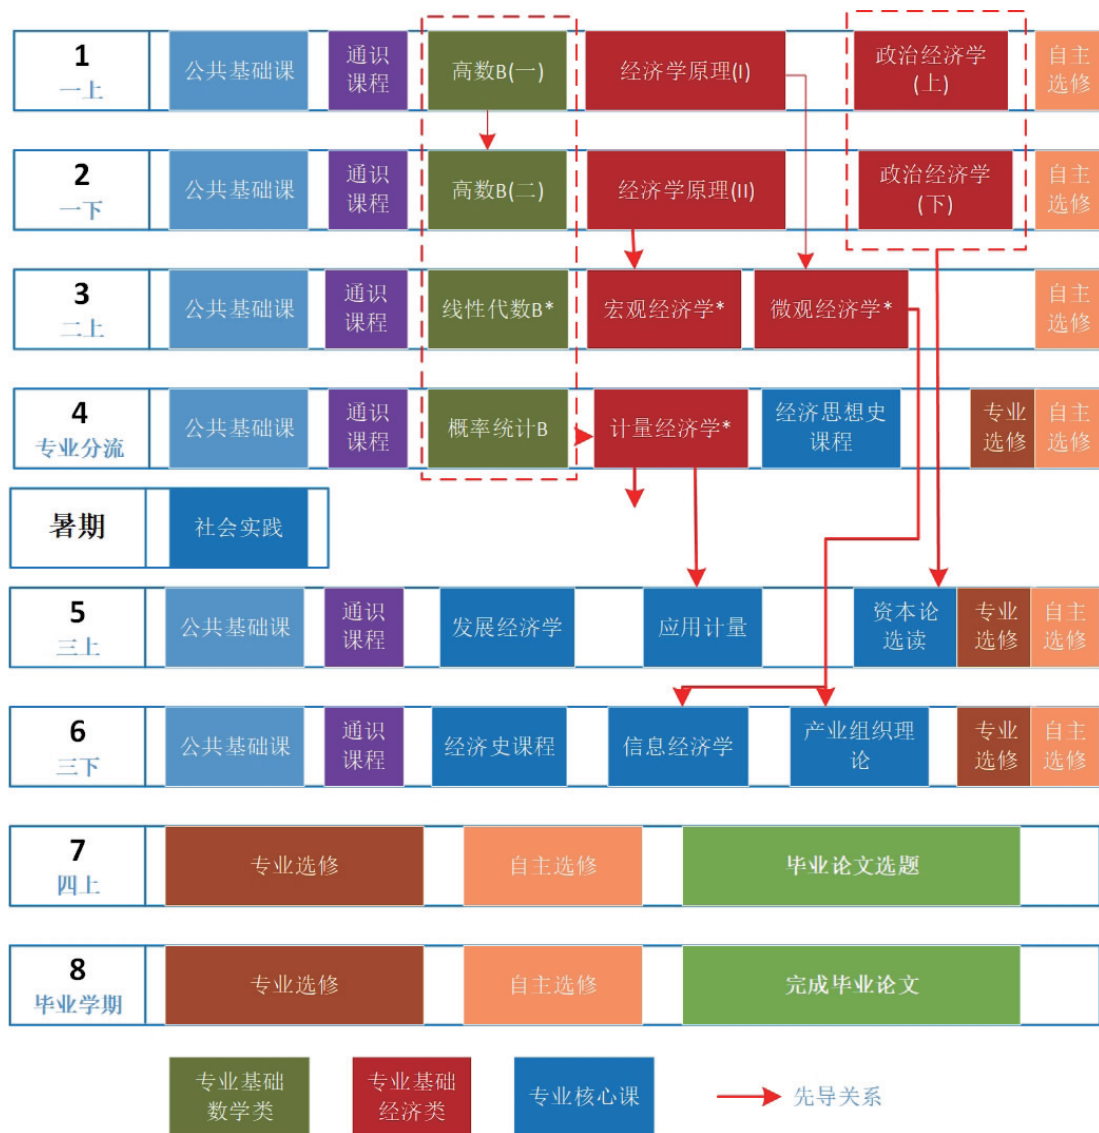 1
一上
公共基础课
通识
课程
高数B(一)
经济学原理(I)
政治经济学
(上)
自主
选修
2
一下
公共基础课
通识
课程
高数B(二)
经济学原理(II)
政治经济学
(下)
自主
选修
3
二上
公共基础课
通识
课程
线性代数B*
宏观经济学*
微观经济学*
自主
选修
4
专业分流
公共基础课
通识
课程
概率统计B
计量经济学*
经济思想史
课程
专业
选修
自主
选修
暑期
社会实践
5
三上
公共基础课
通识
课程
发展经济学
应用计量
资本论
选读
专业
选修
自主
选修
6
三下
公共基础课
通识
课程
经济史课程
信息经济学
产业组织理
论
专业
选修
自主
选修
7
四上
专业选修
自主选修
毕业论文选题
8
毕业学期
专业选修
自主选修
完成毕业论文
专业基础
数学类
专业基础
经济类
专业核心课
先导关系